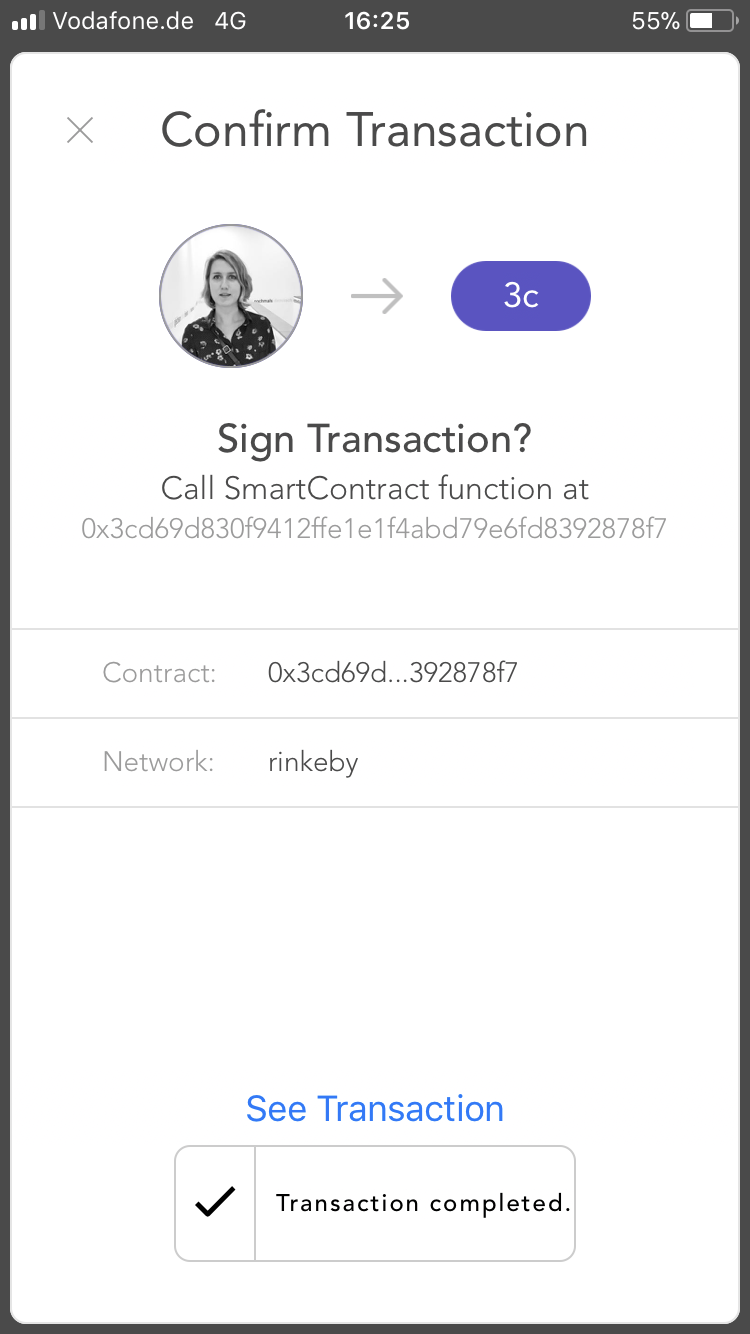 Vodafone.de 4G 16:25 55%
Confirm Transaction
3c
Sign Transaction?
Call SmartContract function at
0x3cd69d830f9412ffe1e1f4abd79e6fd8392878f7
Contract: 0x3cd69d...392878f7
Network: rinkeby
See Transaction
Transaction completed.